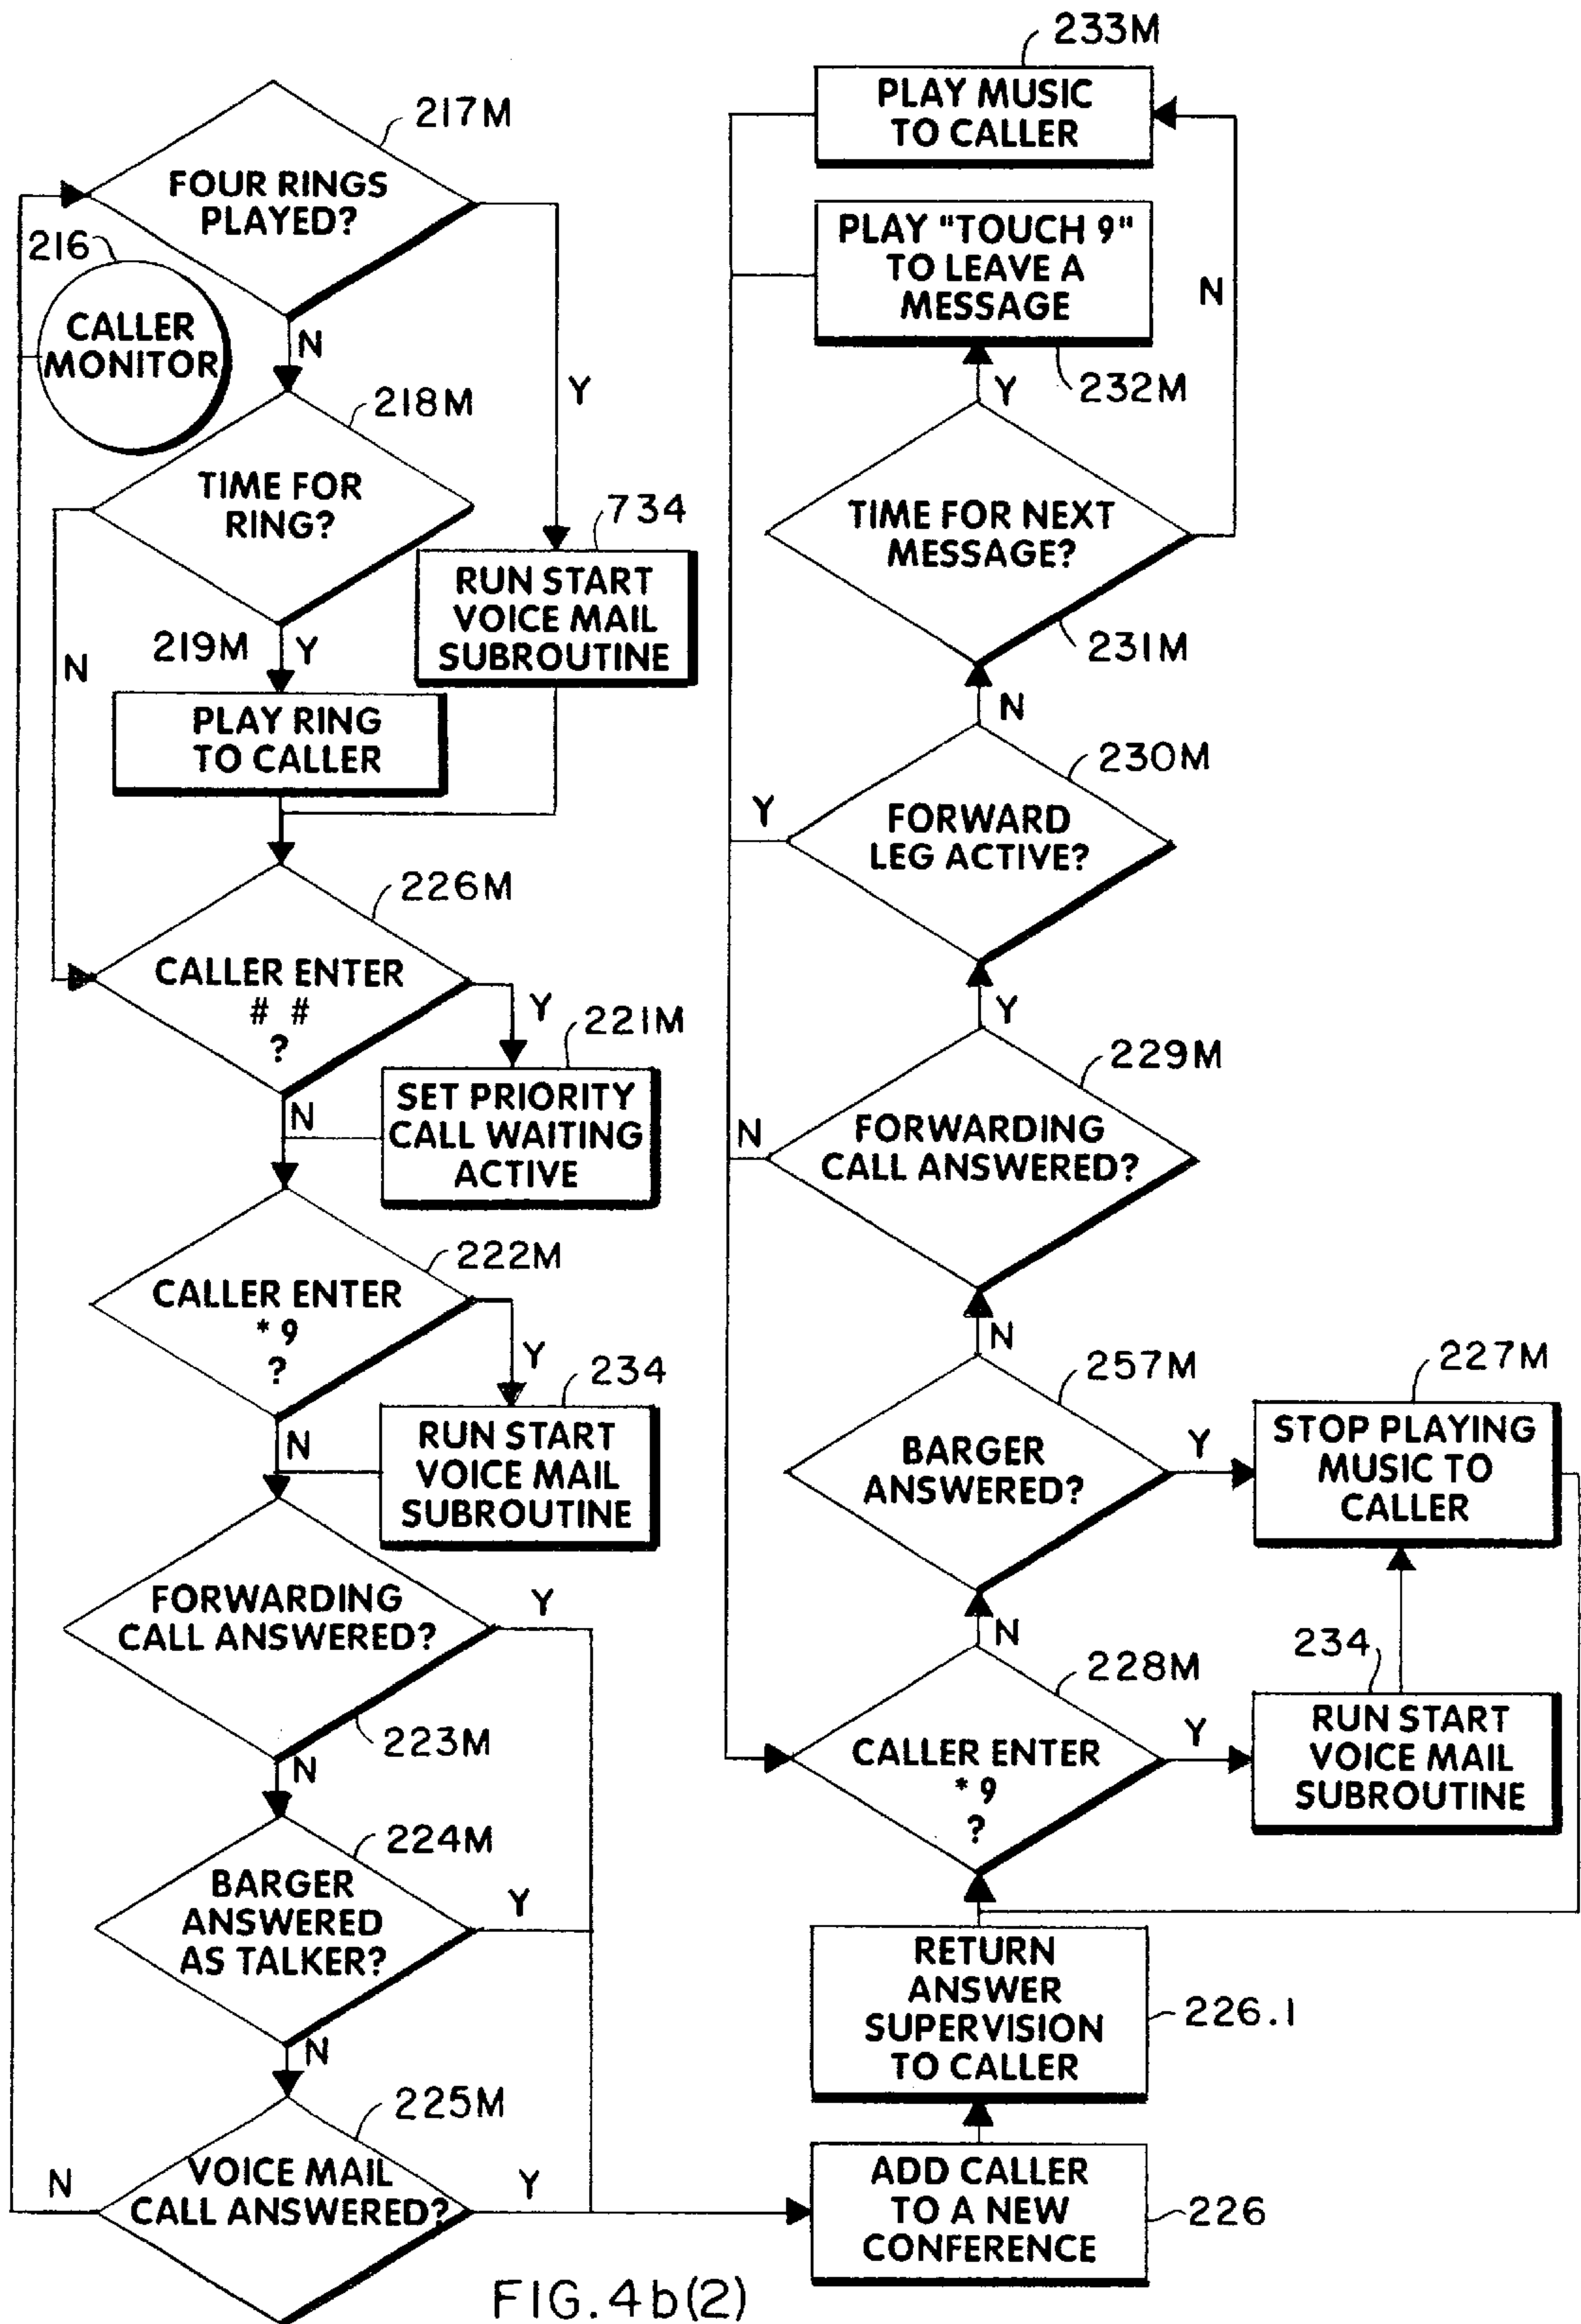 217M
FOUR RINGS
PLAYED?
216
CALLER
MONITOR
N
Y
218M
TIME FOR
RING?
N
219M
Y
734
RUN START
VOICE MAIL
SUBROUTINE
PLAY RING
TO CALLER
226M
CALLER ENTER
# #
?
Y
221M
N
SET PRIORITY
CALL WAITING
ACTIVE
222M
CALLER ENTER
* 9
?
Y
234
N
RUN START
VOICE MAIL
SUBROUTINE
FORWARDING
CALL ANSWERED?
Y
223M
N
224M
BARGER
ANSWERED
AS TALKER?
Y
N
225M
VOICE MAIL
CALL ANSWERED?
N
Y
233M
PLAY MUSIC
TO CALLER
PLAY "TOUCH 9"
TO LEAVE A
MESSAGE
N
232M
Y
TIME FOR NEXT
MESSAGE?
231M
N
230M
FORWARD
LEG ACTIVE?
Y
Y
229M
FORWARDING
CALL ANSWERED?
N
N
257M
BARGER
ANSWERED?
Y
227M
STOP PLAYING
MUSIC TO
CALLER
N
228M
CALLER ENTER
* 9
?
Y
234
RUN START
VOICE MAIL
SUBROUTINE
RETURN
ANSWER
SUPERVISION
TO CALLER
226.1
ADD CALLER
TO A NEW
CONFERENCE
226
FIG.4b(2)